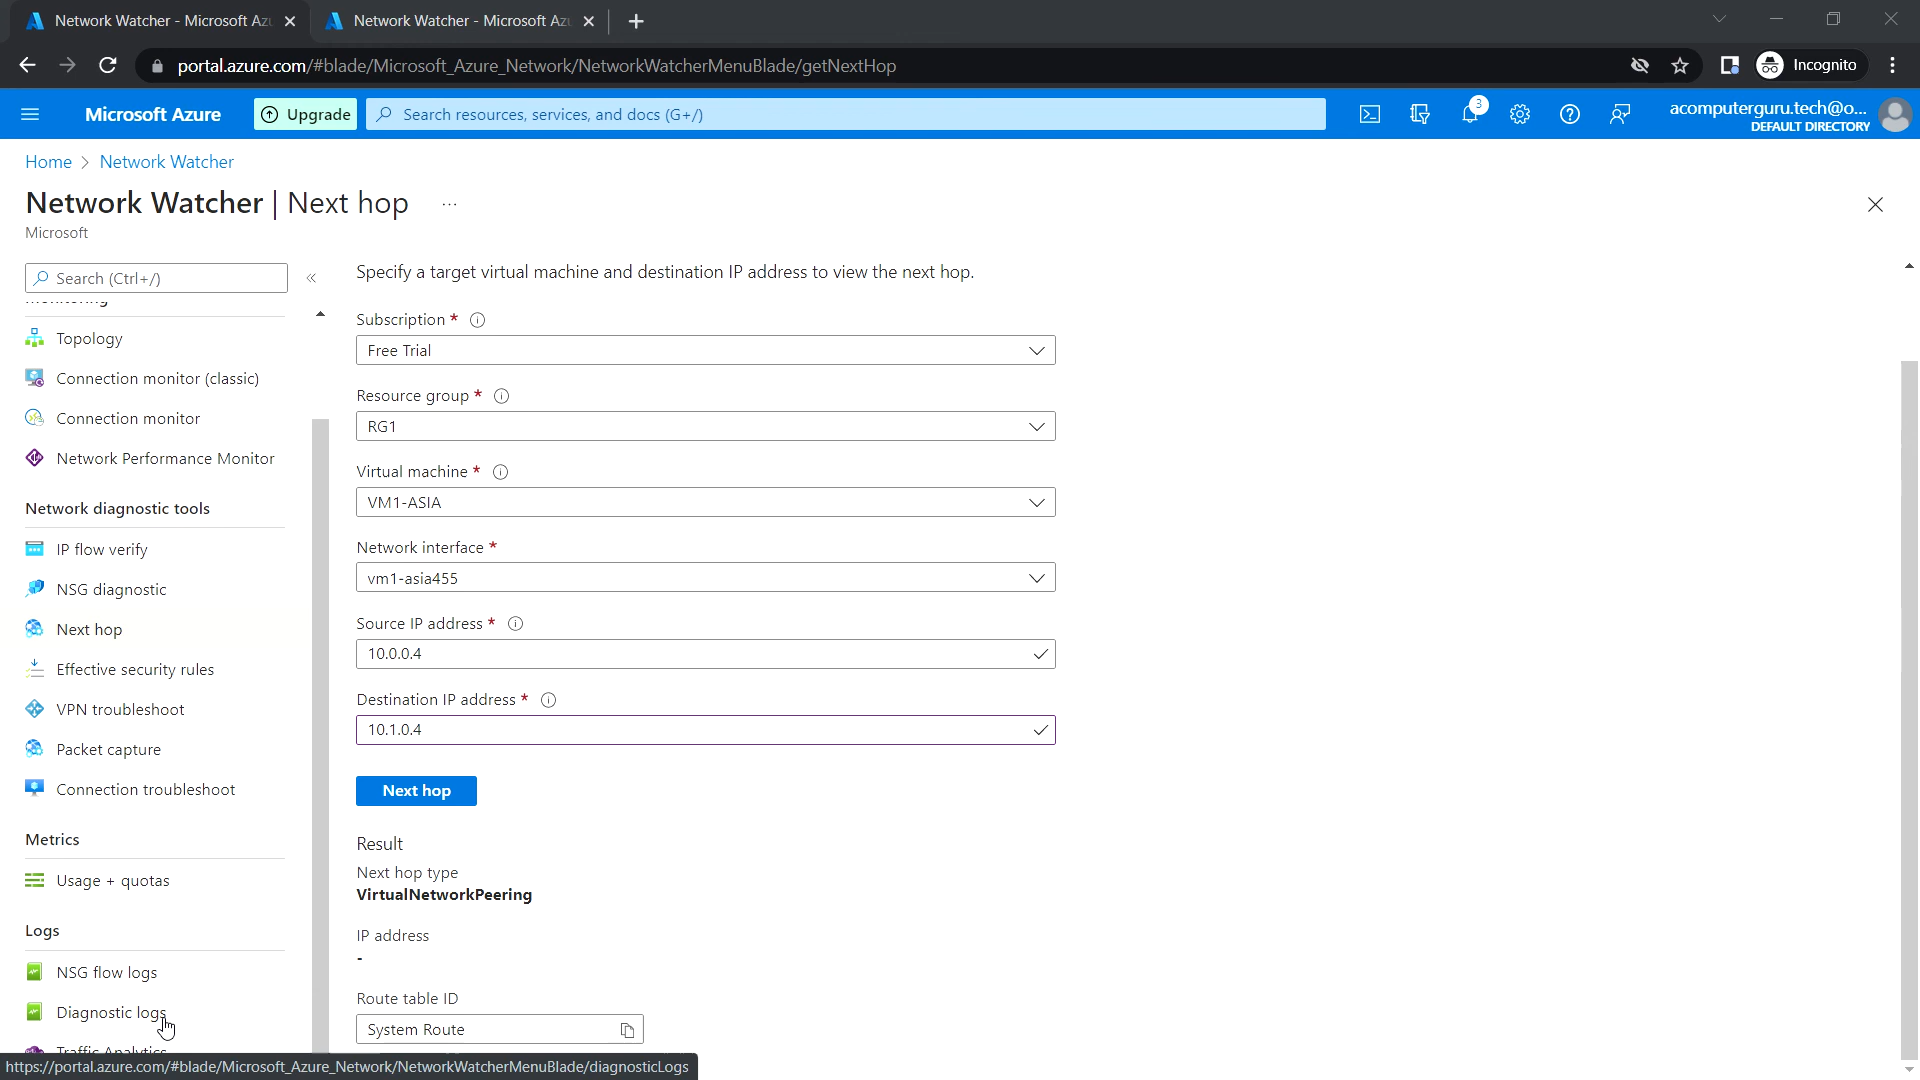 Network Watcher - Microsoft Az
Network Watcher - Microsoft Az
portal.azure.com/#blade/Microsoft_Azure_Network/NetworkWatcherMenuBlade/getNextHop
Incognito
Microsoft Azure
Upgrade
Search resources, services, and docs (G+/)
3
acomputerguru.tech@o...
DEFAULT DIRECTORY
Home > Network Watcher
Network Watcher | Next hop ...
Microsoft
Search (Ctrl+/)
Monitoring
Topology
Connection monitor (classic)
Connection monitor
Network Performance Monitor
Network diagnostic tools
IP flow verify
NSG diagnostic
Next hop
Effective security rules
VPN troubleshoot
Packet capture
Connection troubleshoot
Metrics
Usage + quotas
Logs
NSG flow logs
Diagnostic logs
Traffic Analytics
Specify a target virtual machine and destination IP address to view the next hop.
Subscription *
Free Trial
Resource group *
RG1
Virtual machine *
VM1-ASIA
Network interface *
vm1-asia455
Source IP address *
10.0.0.4
Destination IP address *
10.1.0.4
Next hop
Result
Next hop type
VirtualNetworkPeering
IP address
-
Route table ID
System Route
https://portal.azure.com/#blade/Microsoft_Azure_Network/NetworkWatcherMenuBlade/diagnosticLogs